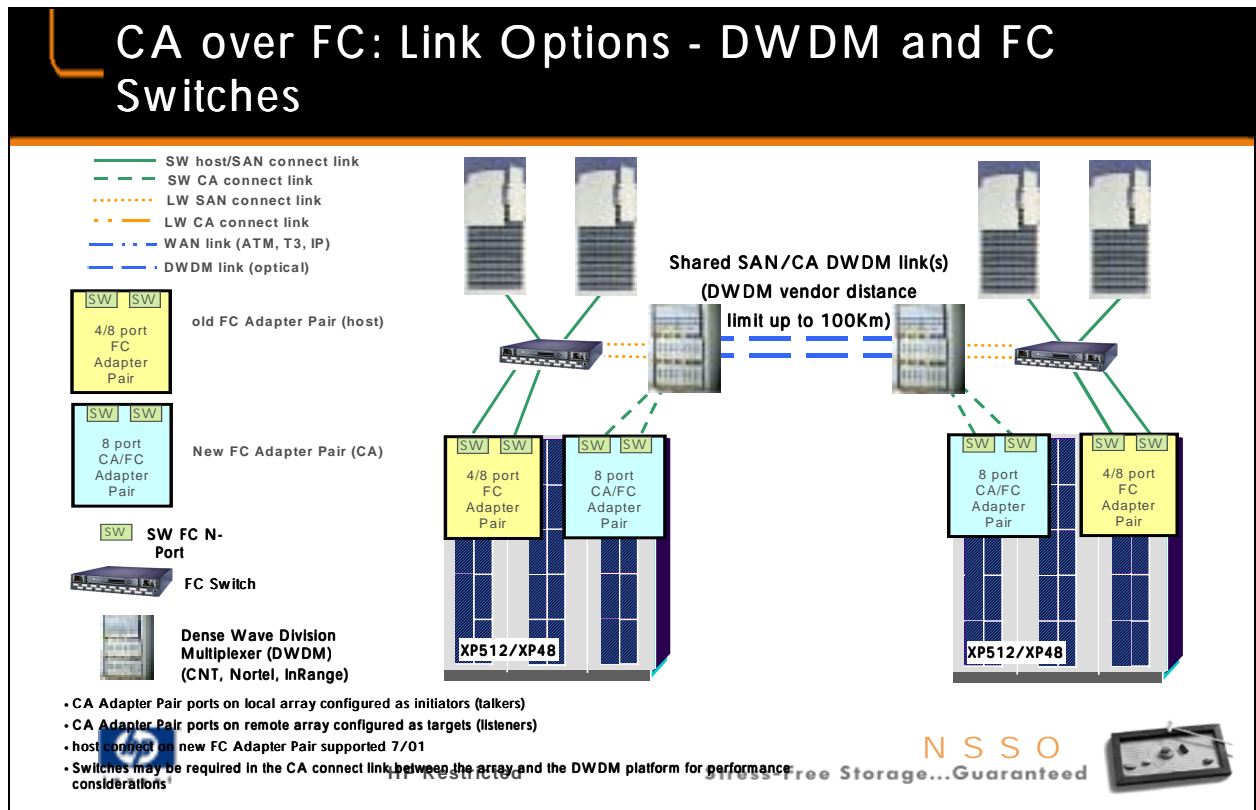 CA over FC: Link Options - DWDM and FC
Switches
SW host/SAN connect link
SW CA connect link
LW SAN connect link
LW CA connect link
WAN link (ATM, T3, IP)
DWDM link (optical)
SW SW
4/8 port
FC
Adapter
Pair
old FC Adapter Pair (host)
SW SW
8 port
CA/FC
Adapter
Pair
New FC Adapter Pair (CA)
SW
SW FC N-
Port
FC Switch
Dense Wave Division
Multiplexer (DWDM)
(CNT, Nortel, InRange)
Shared SAN/CA DWDM link(s)
(DWDM vendor distance
limit up to 100Km)
SW SW
4/8 port
FC
Adapter
Pair
SW SW
8 port
CA/FC
Adapter
Pair
XP512/XP48
SW SW
8 port
CA/FC
Adapter
Pair
SW SW
4/8 port
FC
Adapter
Pair
XP512/XP48
• CA Adapter Pair ports on local array configured as initiators (talkers)
• CA Adapter Pair ports on remote array configured as targets (listeners)
• host connect on new FC Adapter Pair supported 7/01
• Switches may be required in the CA connect link between the array and the DWDM platform for performance
considerations
hp
HP Restricted
NSSO
Stress-Free Storage...Guaranteed